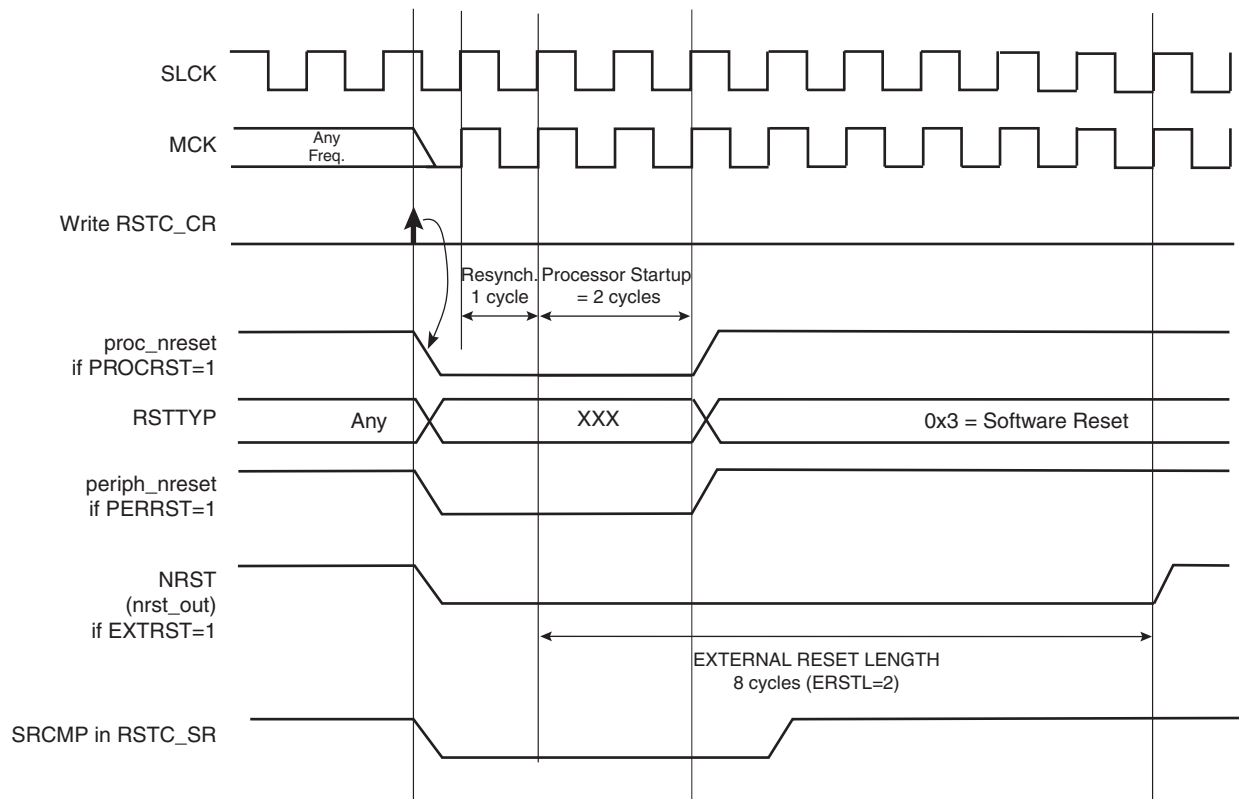 SLCK
MCK
Any
Freq.
Write RSTC_CR
Resynch.
1 cycle
Processor Startup
= 2 cycles
proc_nreset
if PROCRST=1
RSTTYP
Any
XXX
0x3 = Software Reset
periph_nreset
if PERRST=1
NRST
(nrst_out)
if EXTRST=1
EXTERNAL RESET LENGTH
8 cycles (ERSTL=2)
SRCMP in RSTC_SR